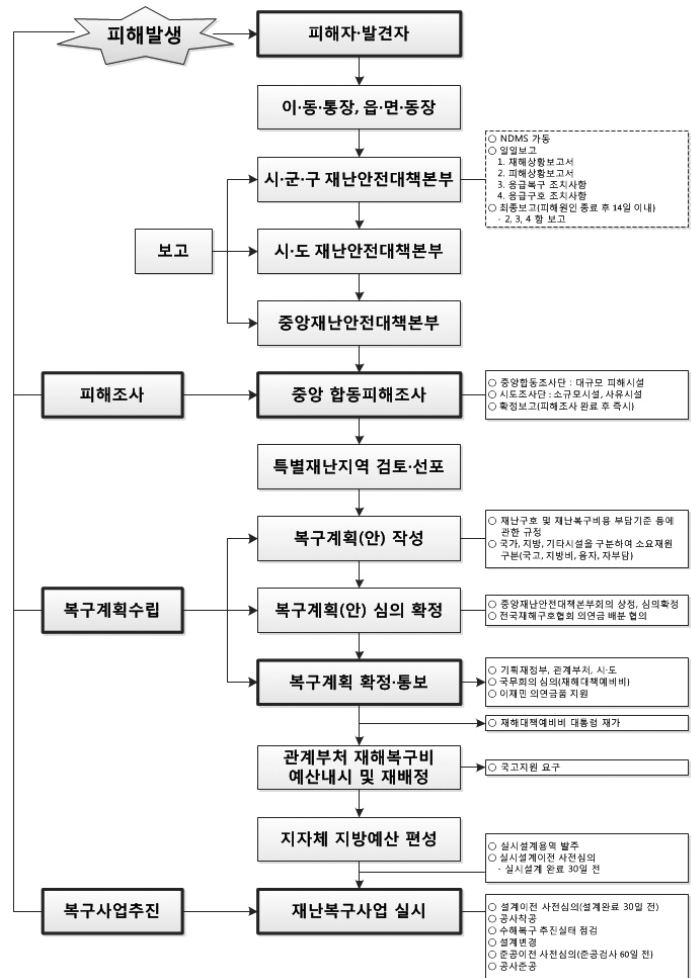 피해발생
피해자·발견자
이·동·통장, 읍·면·동장
시·군·구 재난안전대책본부
○ NDMS 가동
○ 일일보고
1. 재해상황보고서
2. 피해상황보고서
3. 응급복구 조치사항
4. 응급구호 조치사항
○ 최종보고(피해원인 종료 후 14일 이내)
- 2, 3, 4 항 보고
보고
시·도 재난안전대책본부
중앙재난안전대책본부
피해조사
중앙 합동피해조사
○ 중앙합동조사단 : 대규모 피해시설
○ 시도조사단 : 소규모시설, 사유시설
○ 확정보고(피해조사 완료 후 즉시)
특별재난지역 검토·선포
복구계획(안) 작성
○ 재난구호 및 재난복구비용 부담기준 등에
관한 규정
○ 국가, 지방, 기타시설을 구분하여 소요재원
구분(국고, 지방비, 융자, 자부담)
복구계획수립
복구계획(안) 심의 확정
○ 중앙재난안전대책본부회의 상정, 심의확정
○ 전국재해구호협회 의연금 배분 협의
복구계획 확정·통보
○ 기획재정부, 관계부처, 시·도
○ 국무회의 심의(재해대책예비비)
○ 이재민 의연금품 지원
○ 재해대책예비비 대통령 재가
관계부처 재해복구비
예산내시 및 재배정
○ 국고지원 요구
지자체 지방예산 편성
○ 실시설계용역 발주
○ 실시설계이전 사전심의
- 실시설계 완료 30일 전
복구사업추진
재난복구사업 실시
○ 설계이전 사전심의(설계완료 30일 전)
○ 공사착공
○ 수해복구 추진실태 점검
○ 설계변경
○ 준공이전 사전심의(준공검사 60일 전)
○ 공사준공